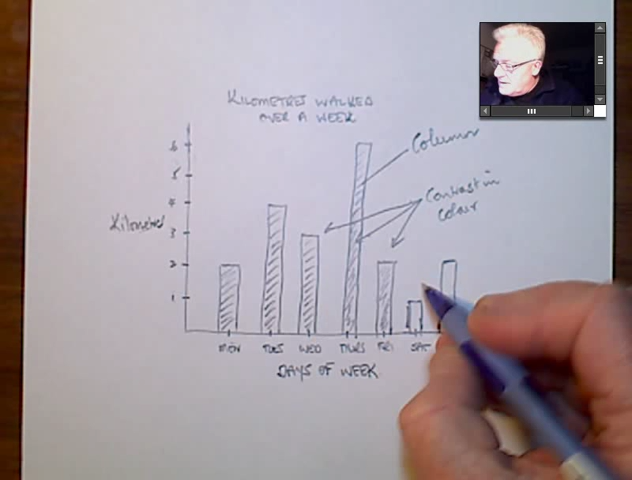 KILOMETRES WALKED
OVER A WEEK
6
5
4
3
2
1
Kilometres
Column
Contrast in
colour
MON TUES WED THURS FRI SAT
DAYS OF WEEK